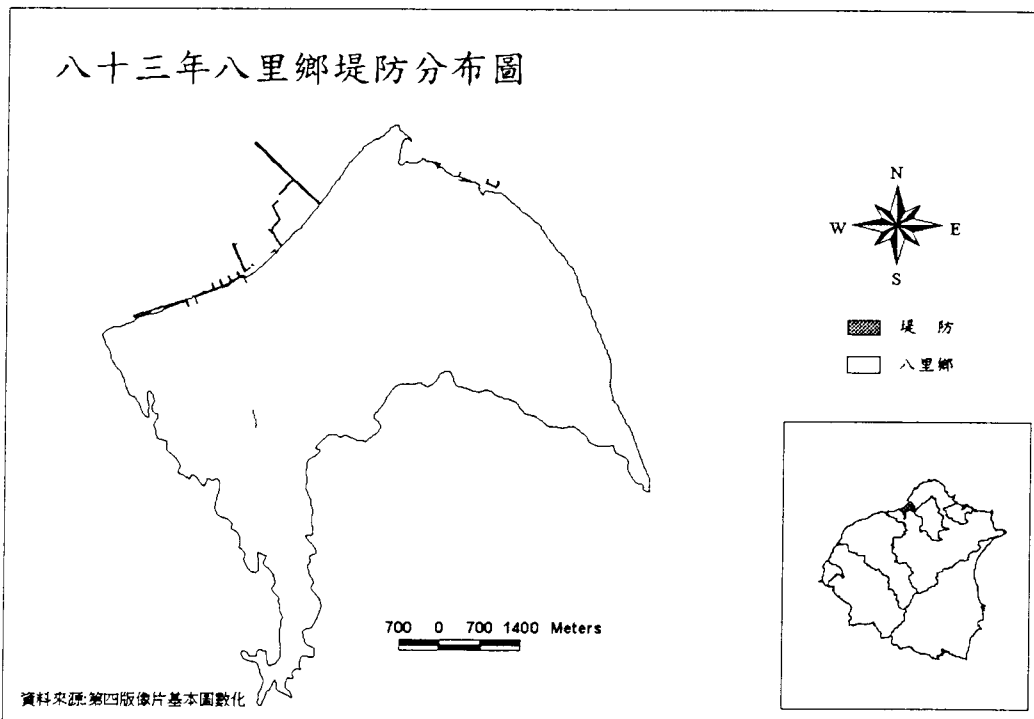 八十三年八里鄉堤防分布圖
N
W E
S
堤 防
八里鄉
700 0 700 1400 Meters
資料來源:第四版像片基本圖數化